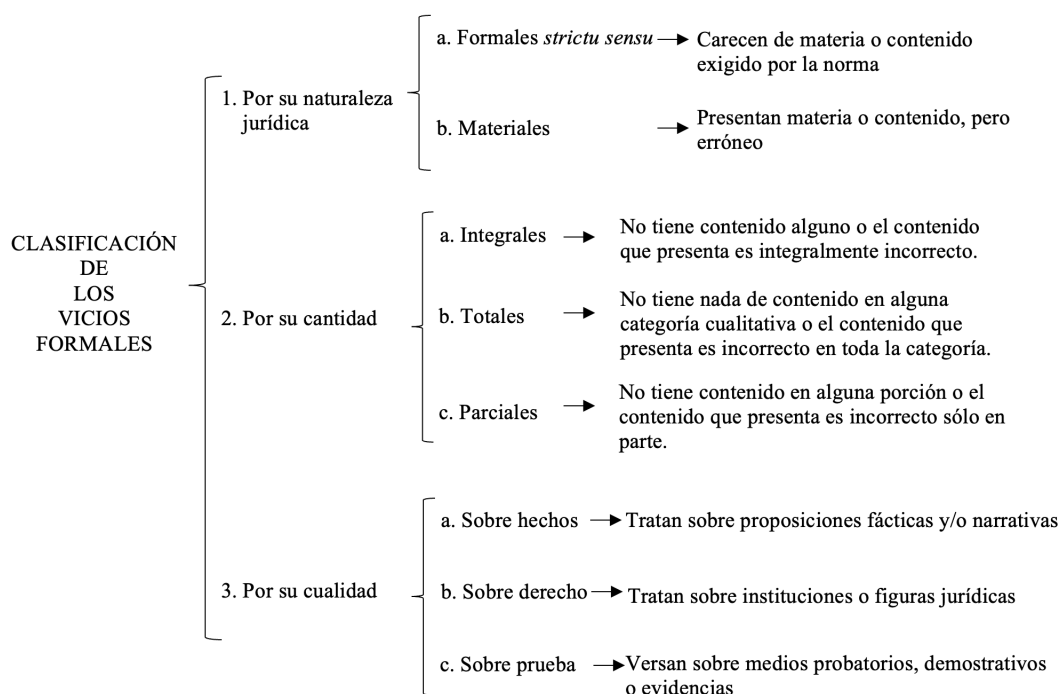 CLASIFICACIÓN
DE
LOS
VICIOS
FORMALES
1. Por su naturaleza
jurídica
a. Formales strictu sensu
Carecen de materia o contenido
exigido por la norma
b. Materiales
Presentan materia o contenido, pero
erróneo
2. Por su cantidad
a. Integrales
No tiene contenido alguno o el contenido
que presenta es integralmente incorrecto.
b. Totales
No tiene nada de contenido en alguna
categoría cualitativa o el contenido que
presenta es incorrecto en toda la categoría.
c. Parciales
No tiene contenido en alguna porción o el
contenido que presenta es incorrecto sólo en
parte.
3. Por su cualidad
a. Sobre hechos
Tratan sobre proposiciones fácticas y/o narrativas
b. Sobre derecho
Tratan sobre instituciones o figuras jurídicas
c. Sobre prueba
Versan sobre medios probatorios, demostrativos
o evidencias